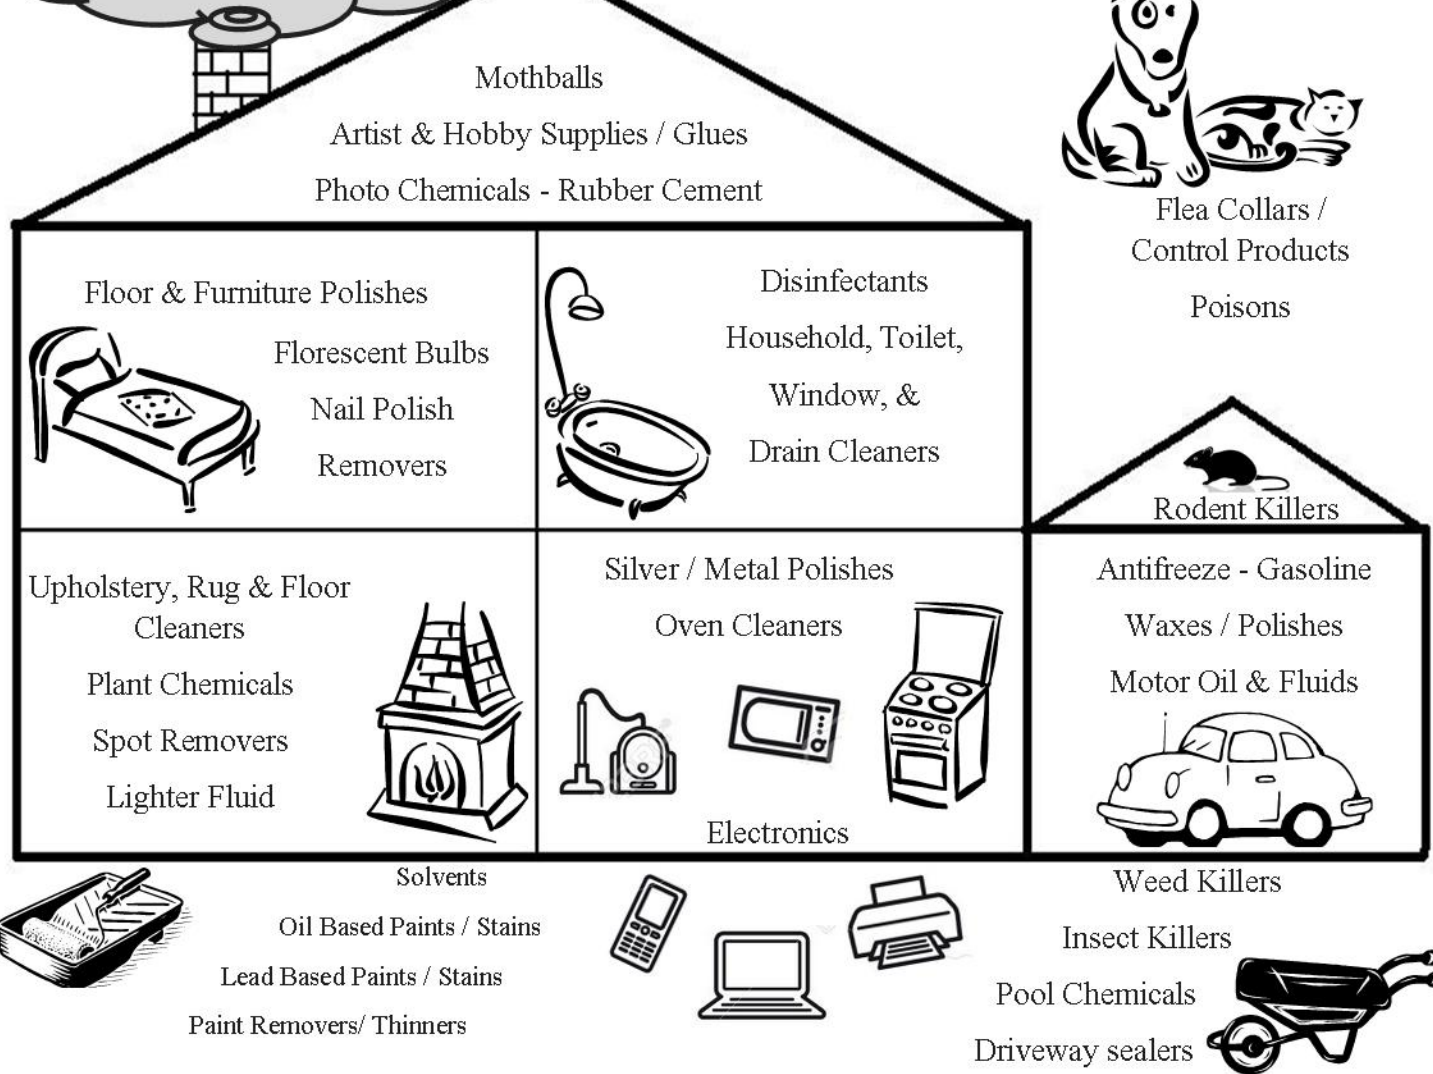 Mothballs
Artist & Hobby Supplies / Glues
Photo Chemicals - Rubber Cement
Flea Collars /
Control Products
Poisons
Floor & Furniture Polishes
Florescent Bulbs
Nail Polish
Removers
Disinfectants
Household, Toilet,
Window, &
Drain Cleaners
Rodent Killers
Upholstery, Rug & Floor
Cleaners
Plant Chemicals
Spot Removers
Lighter Fluid
Silver / Metal Polishes
Oven Cleaners
Electronics
Antifreeze - Gasoline
Waxes / Polishes
Motor Oil & Fluids
Solvents
Oil Based Paints / Stains
Lead Based Paints / Stains
Paint Removers/ Thinners
Weed Killers
Insect Killers
Pool Chemicals
Driveway sealers